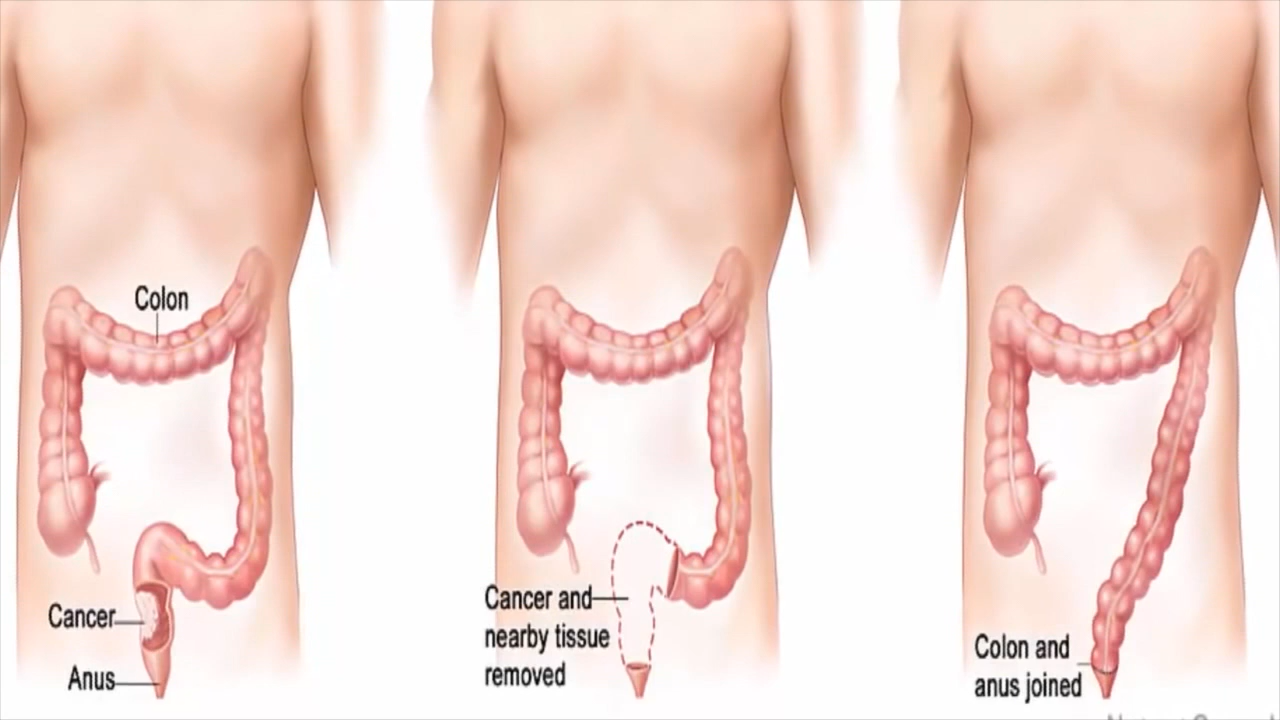 Colon
Cancer
Anus
Cancer and
nearby tissue
removed
Colon and
anus joined